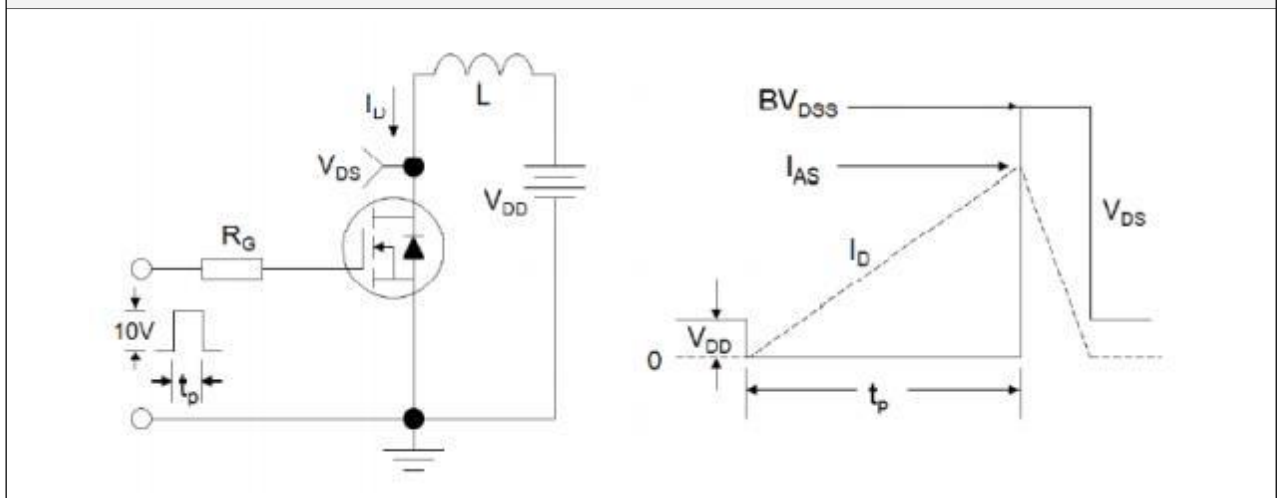 L
I_D
V_DS
V_DD
R_G
10V
t_p
BV_DSS
I_AS
V_DS
I_D
V_DD
0
t_p